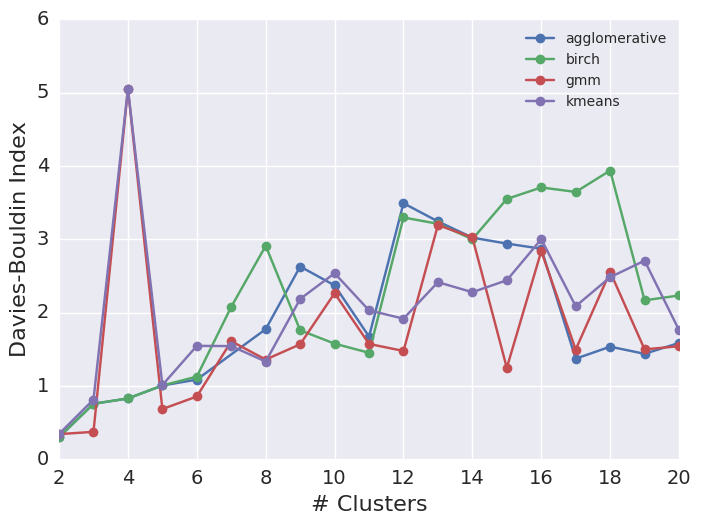 6
5
4
3
2
1
0
Davies-Bouldin Index
agglomerative
birch
gmm
kmeans
2 4 6 8 10 12 14 16 18 20
# Clusters